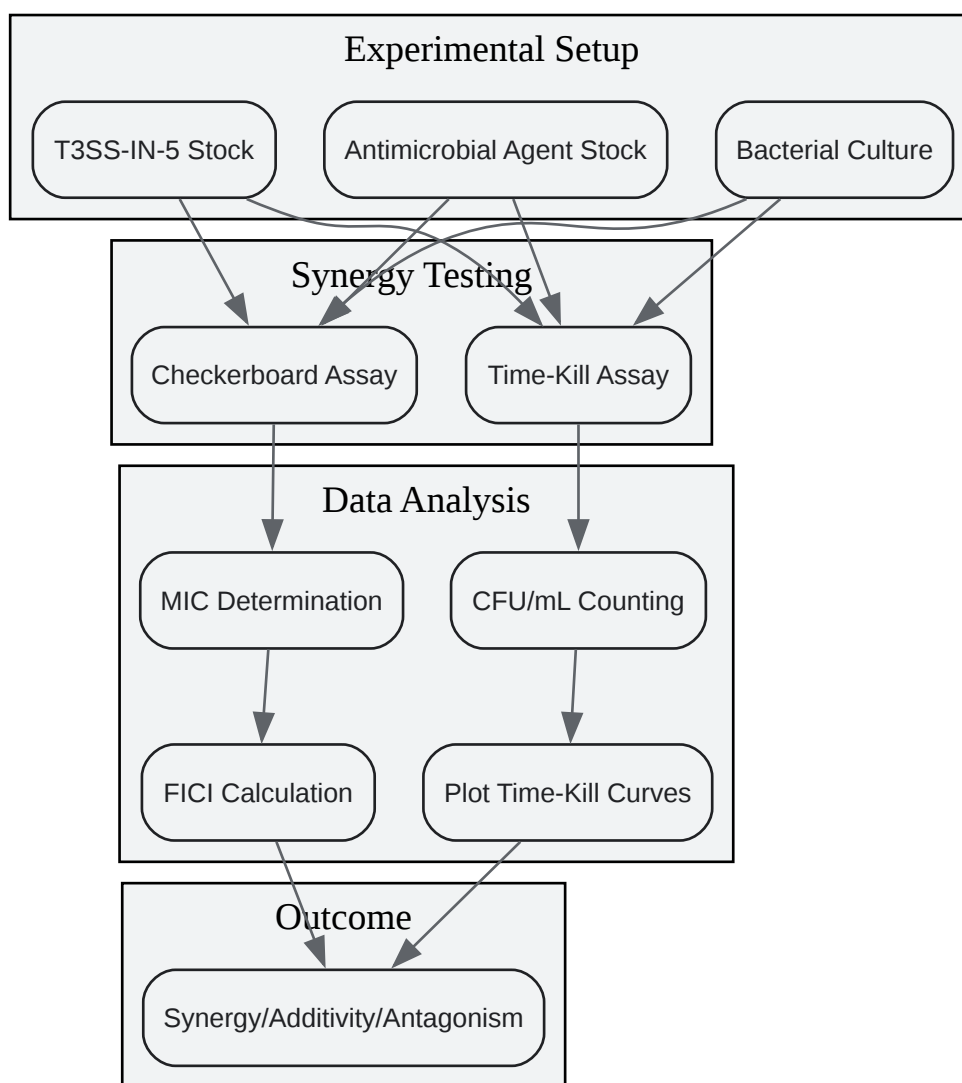 Experimental Setup
T3SS-IN-5 Stock
Antimicrobial Agent Stock
Bacterial Culture
Synergy Testing
Checkerboard Assay
Time-Kill Assay
Data Analysis
MIC Determination
CFU/mL Counting
FICI Calculation
Plot Time-Kill Curves
Outcome
Synergy/Additivity/Antagonism